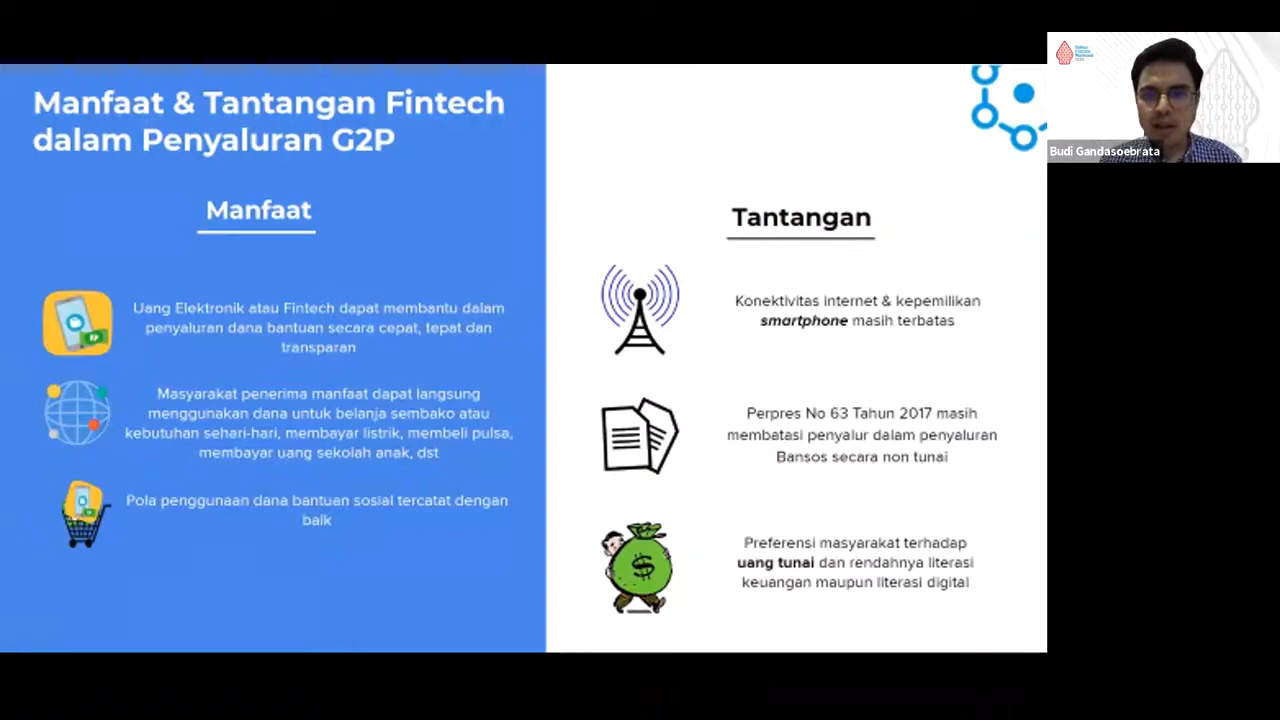 Manfaat & Tantangan Fintech
dalam Penyaluran G2P
Manfaat
Uang Elektronik atau Fintech dapat membantu dalam
penyaluran dana bantuan secara cepat, tepat dan
transparan
Masyarakat penerima manfaat dapat langsung
menggunakan dana untuk belanja sembako atau
kebutuhan sehari-hari, membayar listrik, membeli pulsa,
membayar uang sekolah anak, dst
Pola penggunaan dana bantuan sosial tercatat dengan
baik
Tantangan
Konektivitas internet & kepemilikan
smartphone masih terbatas
Perpres No 63 Tahun 2017 masih
membatasi penyalur dalam penyaluran
Bansos secara non tunai
Preferensi masyarakat terhadap
uang tunai dan rendahnya literasi
keuangan maupun literasi digital
Budi Gandasoebrata